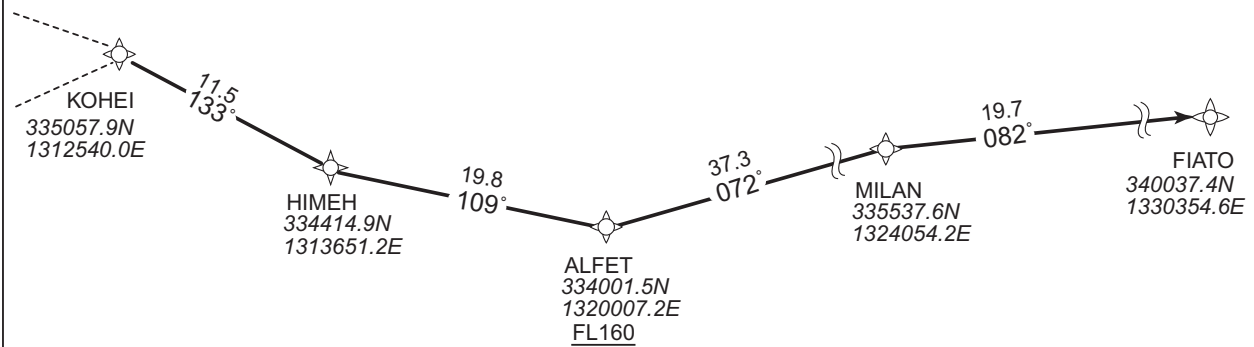 KOHEI
335057.9N
1312540.0E
11.5
133°
HIMEH
334414.9N
1313651.2E
19.8
109°
ALFET
334001.5N
1320007.2E
FL160
37.3
072°
MILAN
335537.6N
1324054.2E
19.7
082°
FIATO
340037.4N
1330354.6E